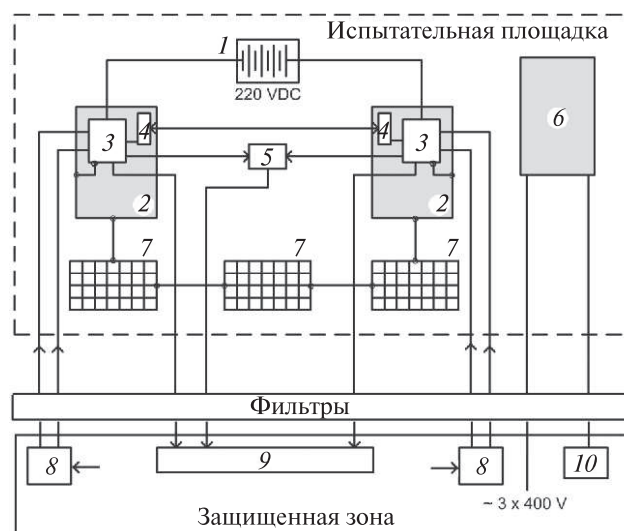 Испытательная площадка
1
220 VDC
6
3 4 4 3
5
2 2
7 7 7
Фильтры
8 9 8 10
~ 3 x 400 V
Защищенная зона